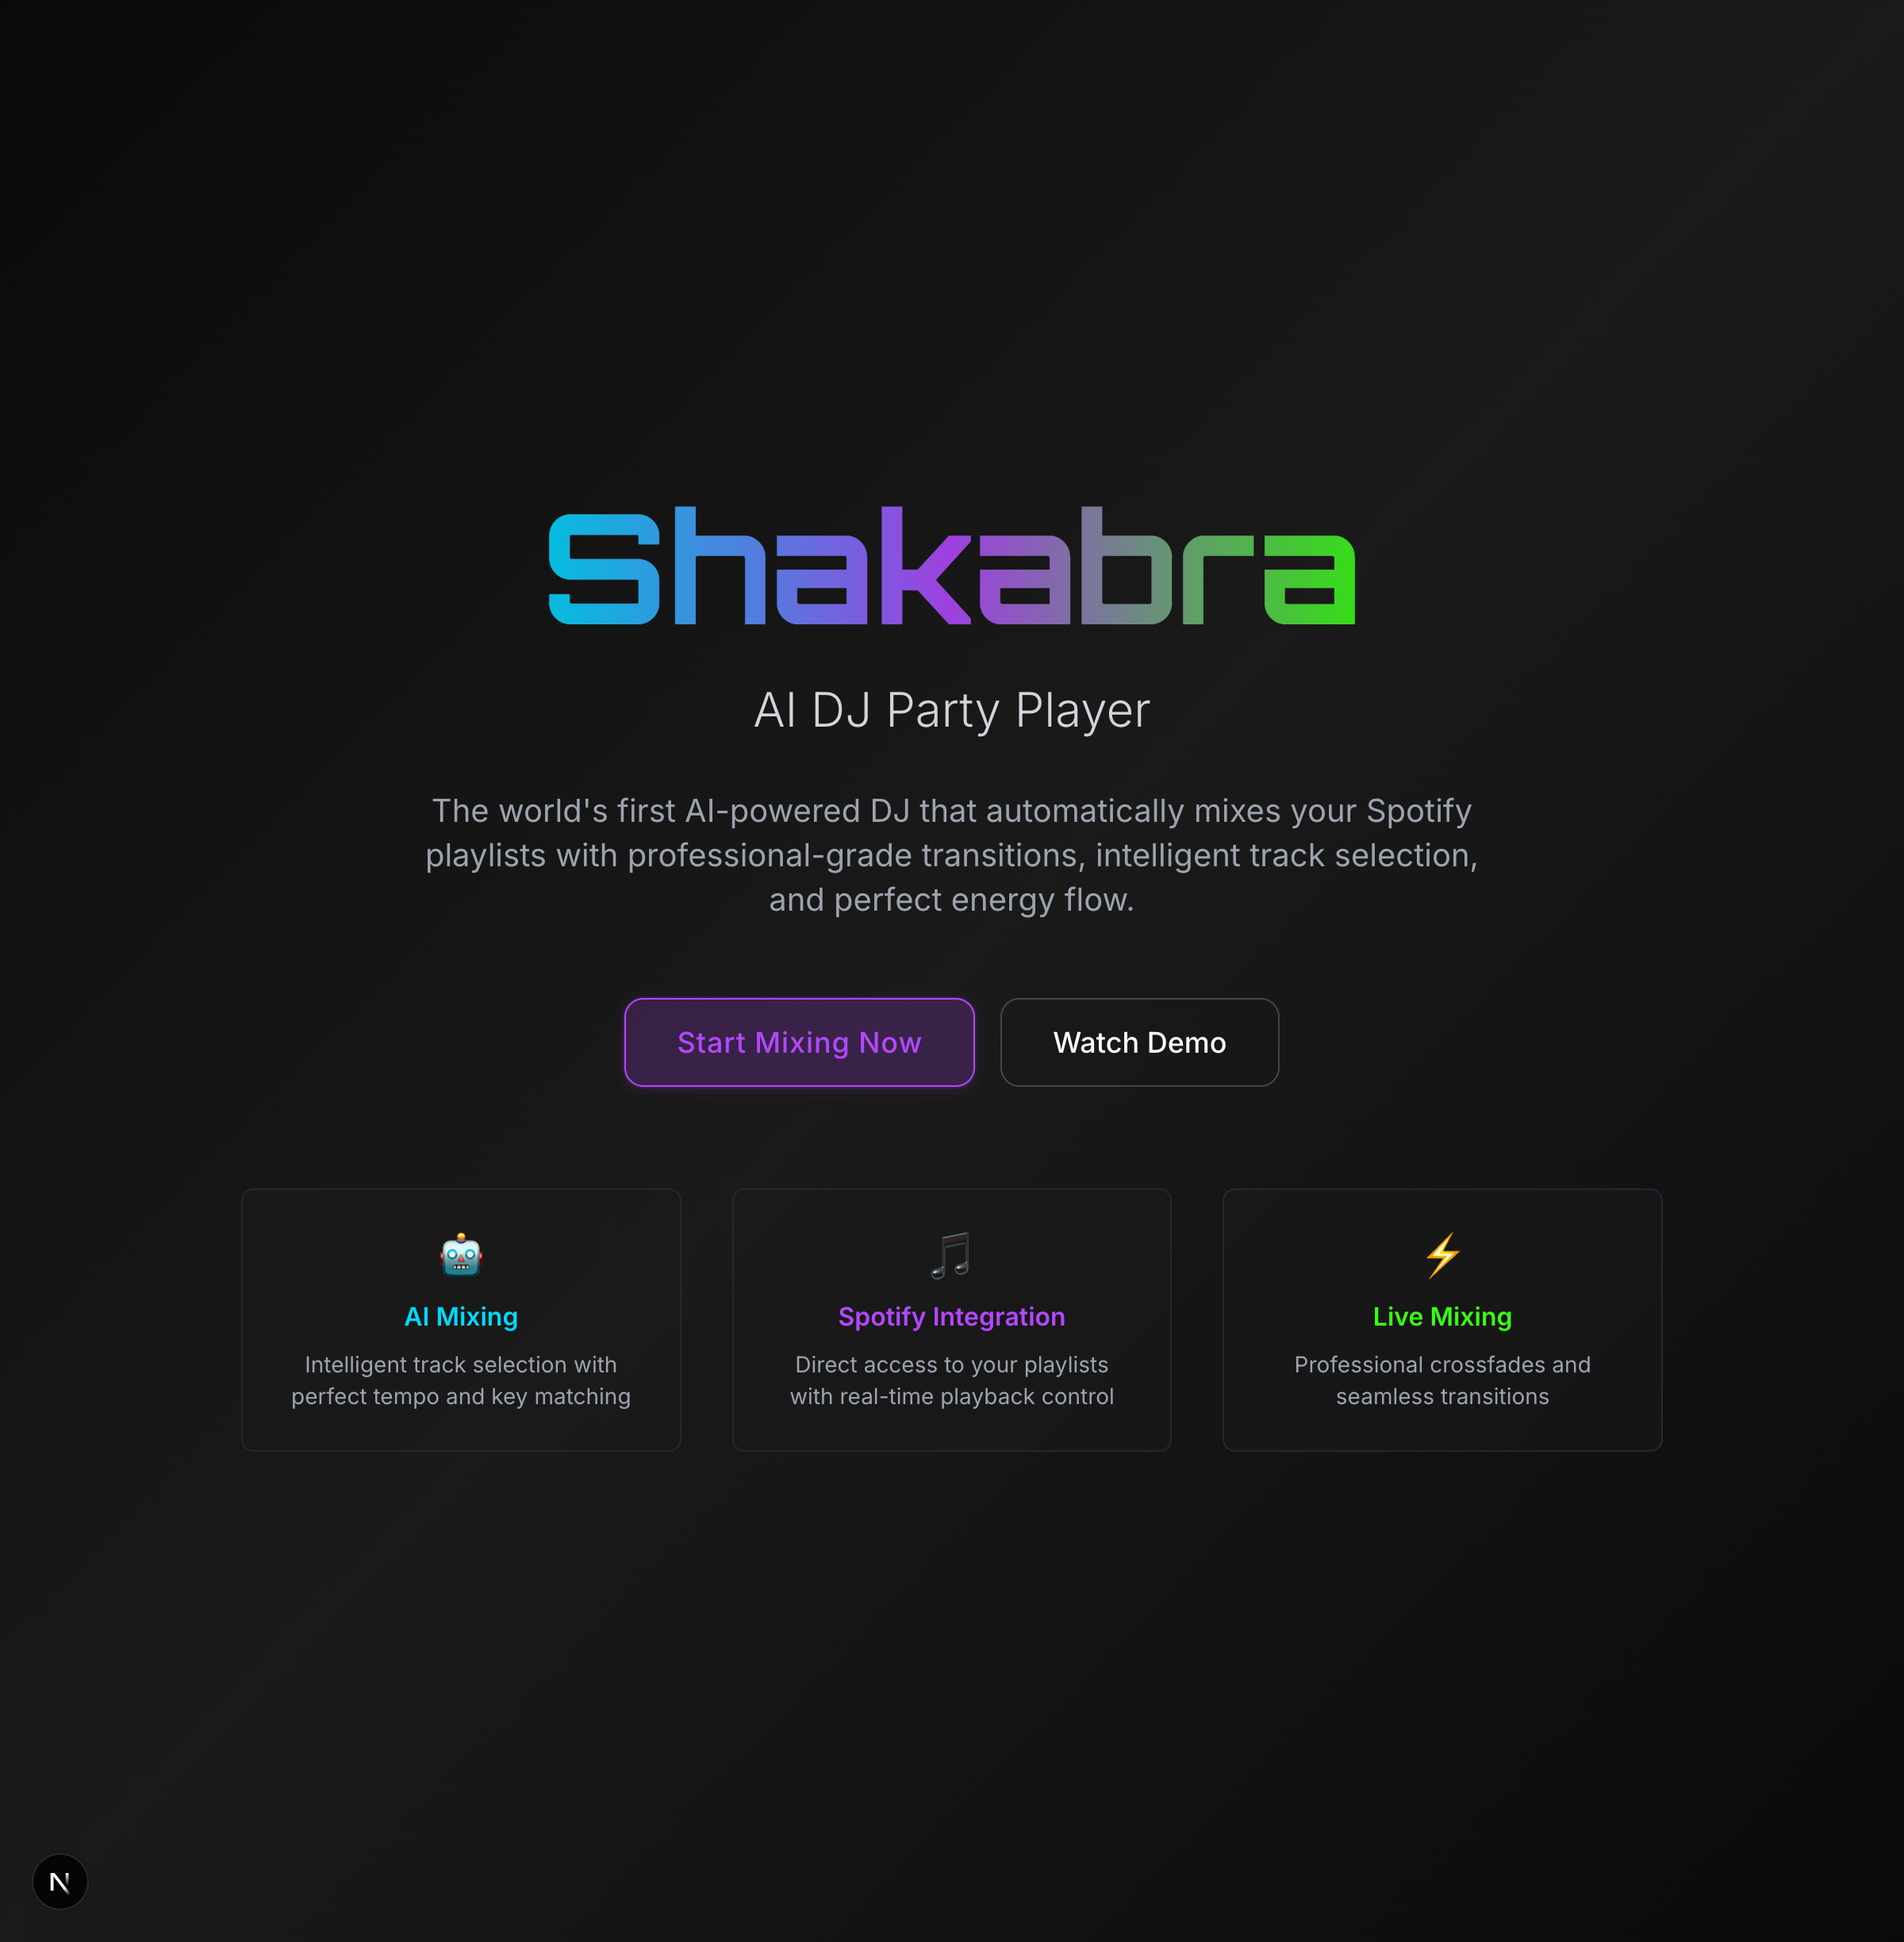 Shakabra
AI DJ Party Player
The world's first AI-powered DJ that automatically mixes your Spotify
playlists with professional-grade transitions, intelligent track selection,
and perfect energy flow.
Start Mixing Now
Watch Demo
AI Mixing
Intelligent track selection with
perfect tempo and key matching
Spotify Integration
Direct access to your playlists
with real-time playback control
Live Mixing
Professional crossfades and
seamless transitions
N